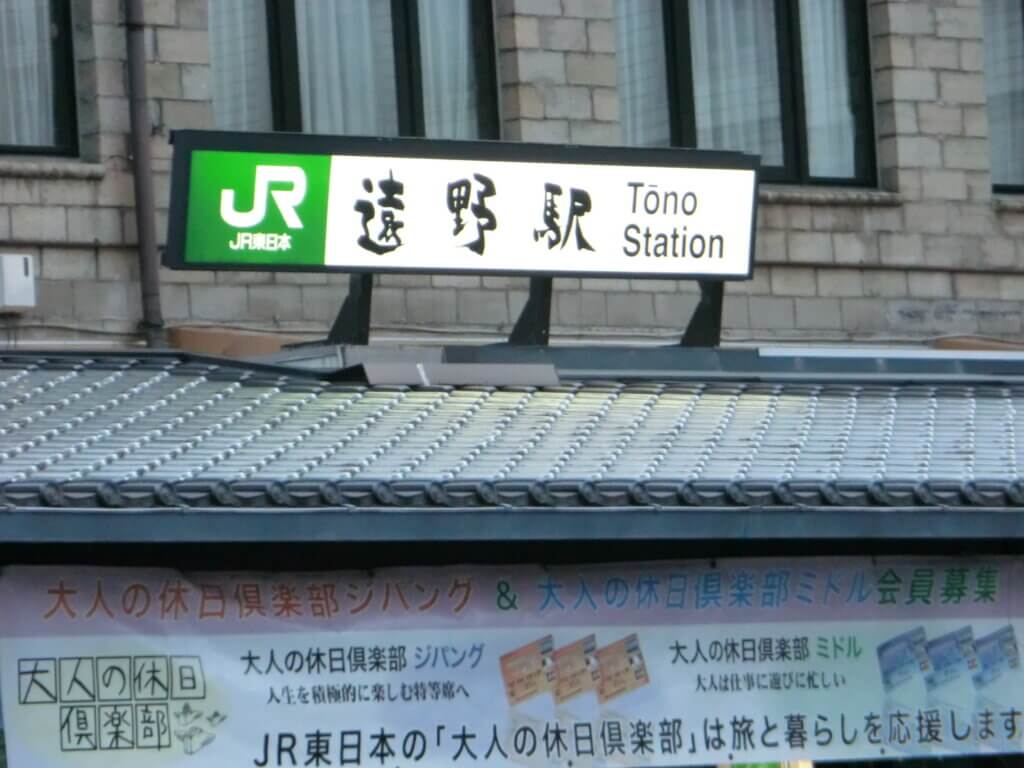 JR
JR東日本
遠野駅
Tōno
Station
大人の休日倶楽部ジパング & 大人の休日倶楽部ミドル会員募集
大人の休日
倶楽部
大人の休日倶楽部 ジパング
人生を積極的に楽しむ特等席へ
大人の休日倶楽部 ミドル
大人は仕事に遊びに忙しい
JR東日本の「大人の休日倶楽部」は旅と暮らしを応援します